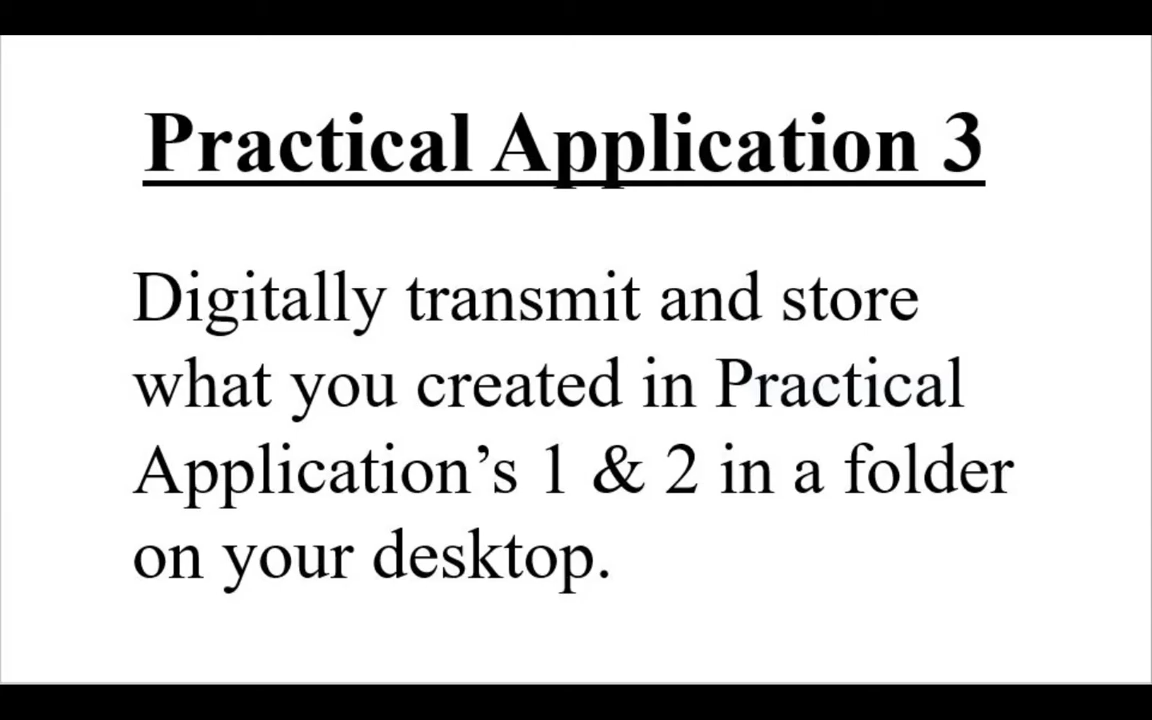 Practical Application 3
Digitally transmit and store
what you created in Practical
Application’s 1 & 2 in a folder
on your desktop.